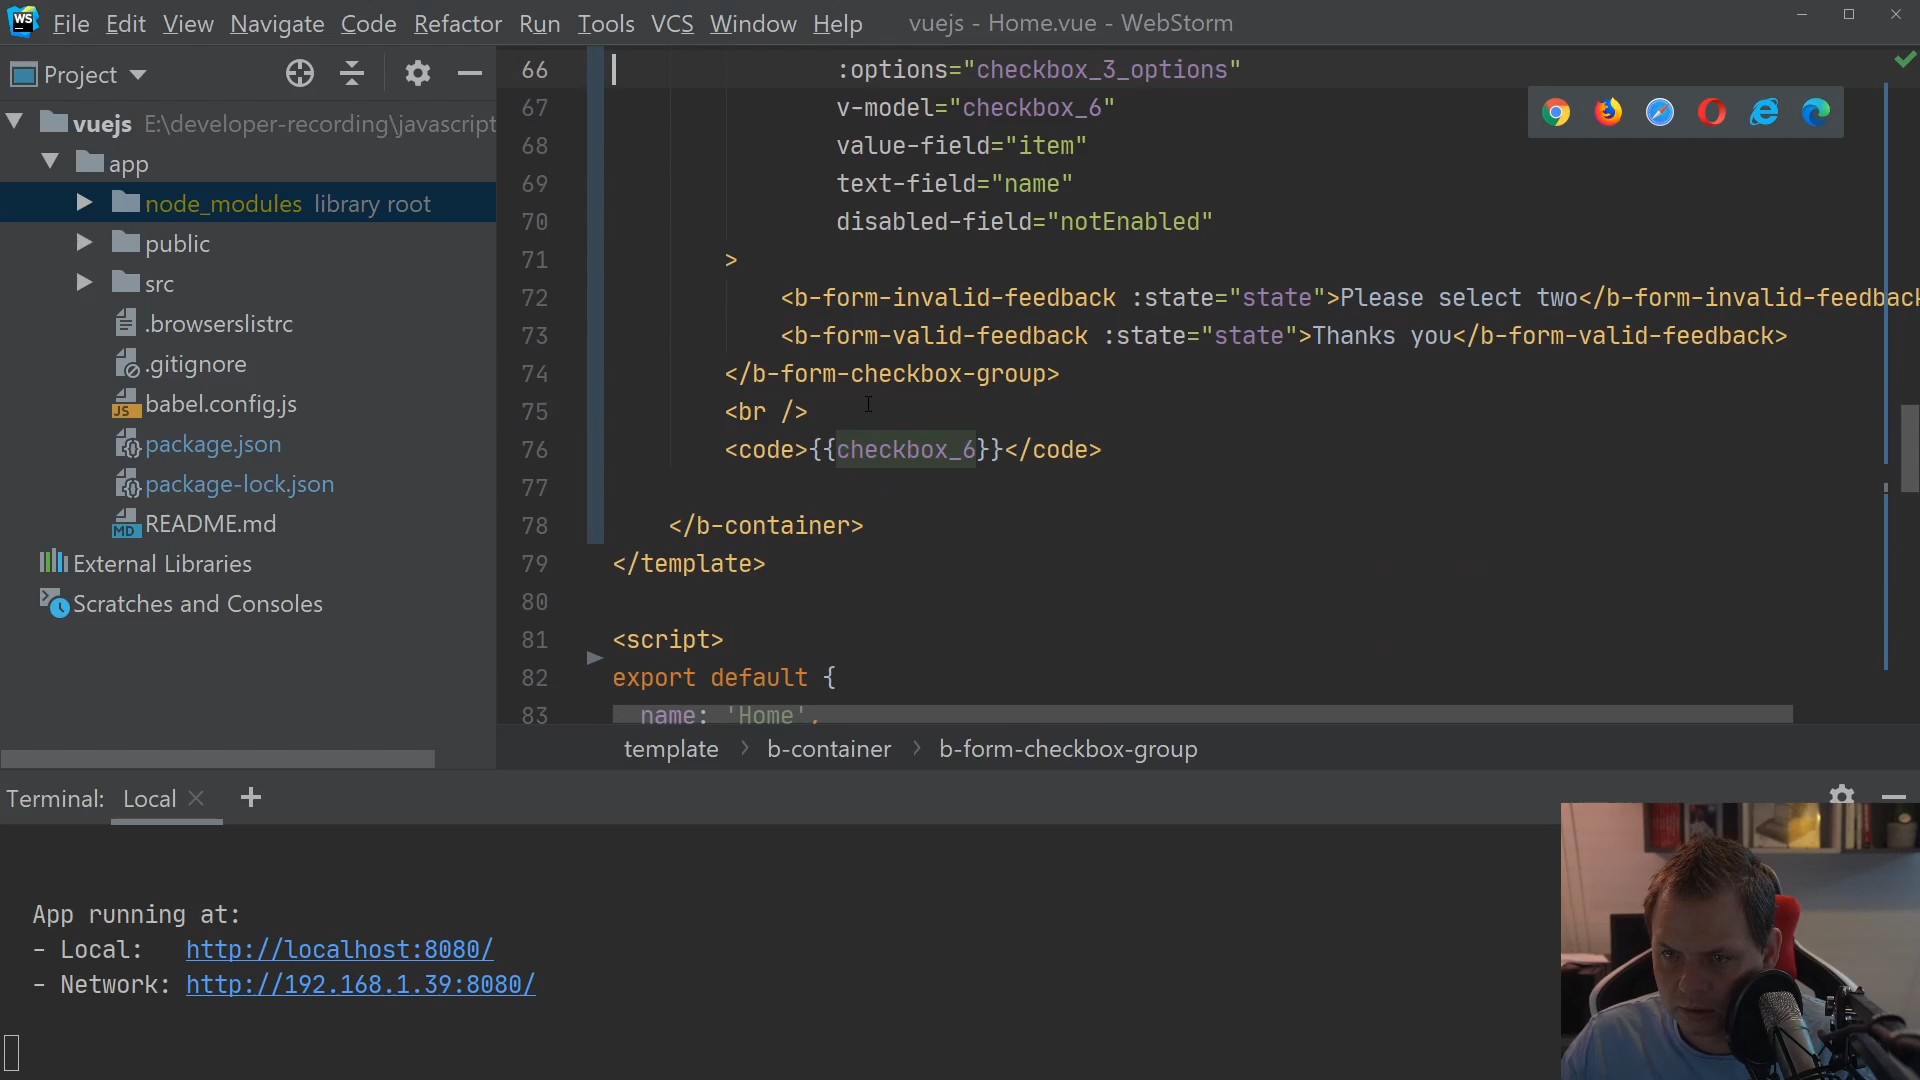 WS File Edit View Navigate Code Refactor Run Tools VCS Window Help vuejs - Home.vue - WebStorm
Project
vuejs E:\developer-recording\javascript
app
node_modules library root
public
src
.browserslistrc
.gitignore
JS babel.config.js
package.json
package-lock.json
MD README.md
External Libraries
Scratches and Consoles
66 :options="checkbox_3_options"
67 v-model="checkbox_6"
68 value-field="item"
69 text-field="name"
70 disabled-field="notEnabled"
71 >
72 <b-form-invalid-feedback :state="state">Please select two</b-form-invalid-feedback
73 <b-form-valid-feedback :state="state">Thanks you</b-form-valid-feedback>
74 </b-form-checkbox-group>
75 <br />
76 <code>{{checkbox_6}}</code>
77
78 </b-container>
79 </template>
80
81 <script>
82 export default {
83 name: 'Home',
template > b-container > b-form-checkbox-group
Terminal: Local × +
App running at:
- Local: http://localhost:8080/
- Network: http://192.168.1.39:8080/